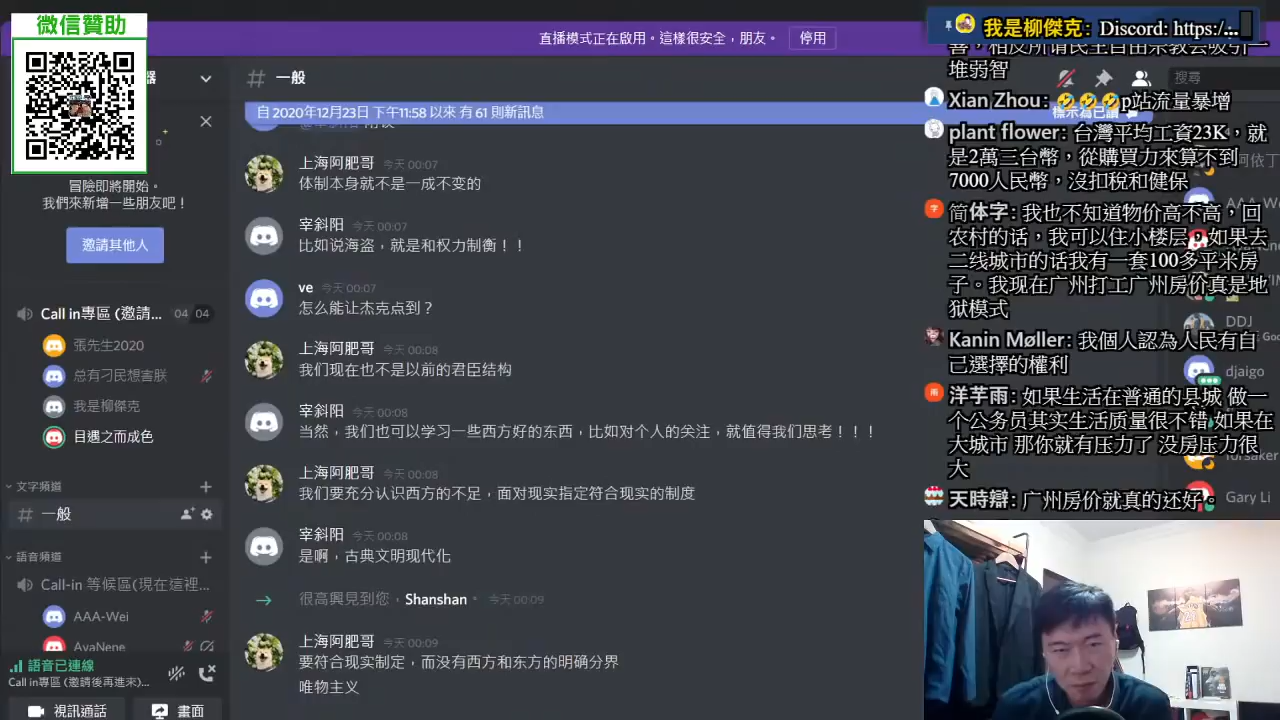 微信贊助
直播模式正在啟用。這樣很安全，朋友。
停用
器
一般
搜尋
自 2020年12月23日 下午11:58 以來 有 61 則新訊息
標示為已讀
冒險即將開始。
我們來新增一些朋友吧！
邀請其他人
Call in專區 (邀請... 04 04
張先生2020
总有刁民想害朕
我是柳傑克
目遇之而成色
文字頻道
一般
語音頻道
Call-in 等候區(現在這裡...
AAA-Wei
AvaNene
語音已連線
Call in專區 (邀請後再進來)...
視訊通話
畫面
上海阿肥哥 今天 00:07
体制本身就不是一成不变的
宰斜阳 今天 00:07
比如说海盗，就是和权力制衡！！
ve 今天 00:07
怎么能让杰克点到？
上海阿肥哥 今天 00:08
我们现在也不是以前的君臣结构
宰斜阳 今天 00:08
当然，我们也可以学习一些西方好的东西，比如对个人的关注，就值得我们思考！！！
上海阿肥哥 今天 00:08
我们要充分认识西方的不足，面对现实指定符合现实的制度
宰斜阳 今天 00:08
是啊，古典文明现代化
很高興見到您，Shanshan。 今天 00:09
上海阿肥哥 今天 00:09
要符合现实制定，而没有西方和东方的明确分界
唯物主义
我是柳傑克: Discord: https:/...
善，相反所谓民主自由宗教会吸引一
堆弱智
Xian Zhou: 🤣🤣🤣p站流量暴增
plant flower: 台灣平均工資23K，就
是2萬三台幣，從購買力來算不到
7000人民幣，沒扣稅和健保
简体字: 我也不知道物价高不高，回
农村的话，我可以住小楼层，如果去
二线城市的话我有一套100多平米房
子。我现在广州打工广州房价真是地
狱模式
Kanin Møller: 我個人認為人民有自
己選擇的權利
洋芋雨: 如果生活在普通的县城 做一
个公务员其实生活质量很不错 如果在
大城市 那你就有压力了 没房压力很
大
天時辯: 广州房价就真的还好。
DDJ
djaigo
forsaker
Gary Li